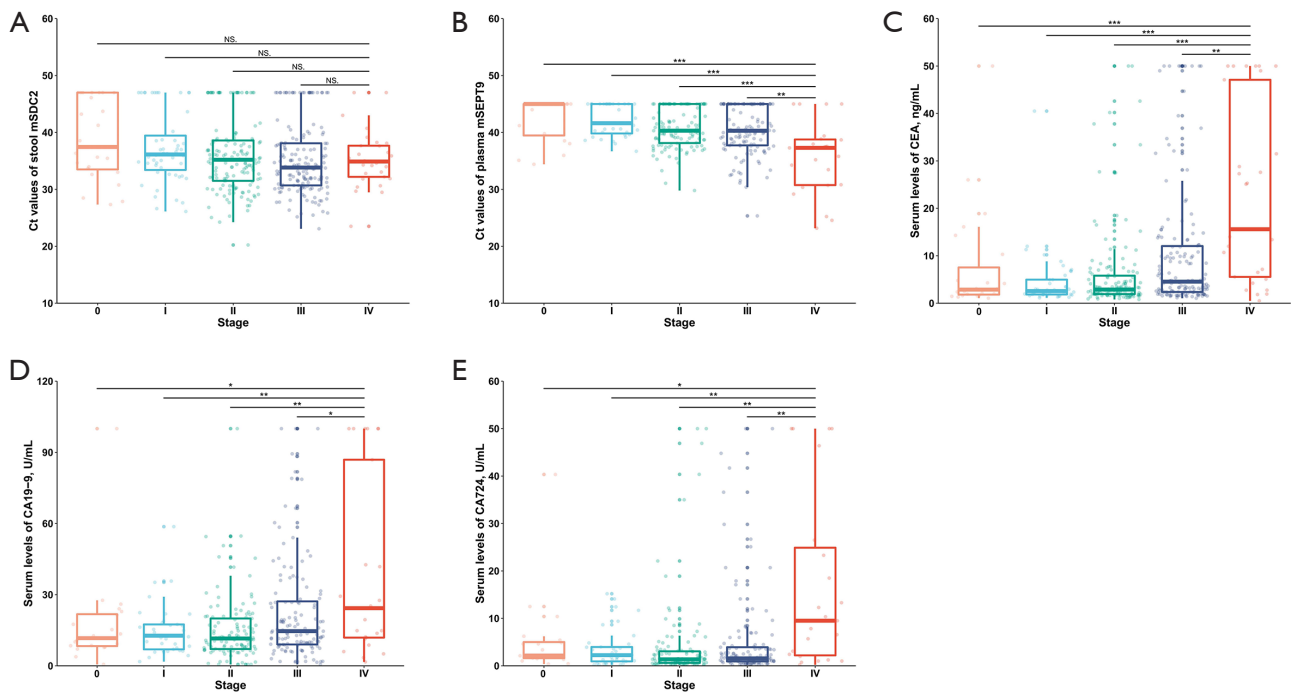 A
Ct values of stool mSDC2
60
50
40
30
20
10
NS.
NS.
NS.
NS.
0 I II III IV
Stage
B
Ct values of plasma mSEPT9
60
50
40
30
20
10
***
***
***
**
0 I II III IV
Stage
C
Serum levels of CEA, ng/mL
60
50
40
30
20
10
0
***
***
***
**
0 I II III IV
Stage
D
Serum levels of CA19−9, U/mL
120
90
60
30
0
*
**
**
*
0 I II III IV
Stage
E
Serum levels of CA724, U/mL
60
50
40
30
20
10
0
*
**
**
**
0 I II III IV
Stage